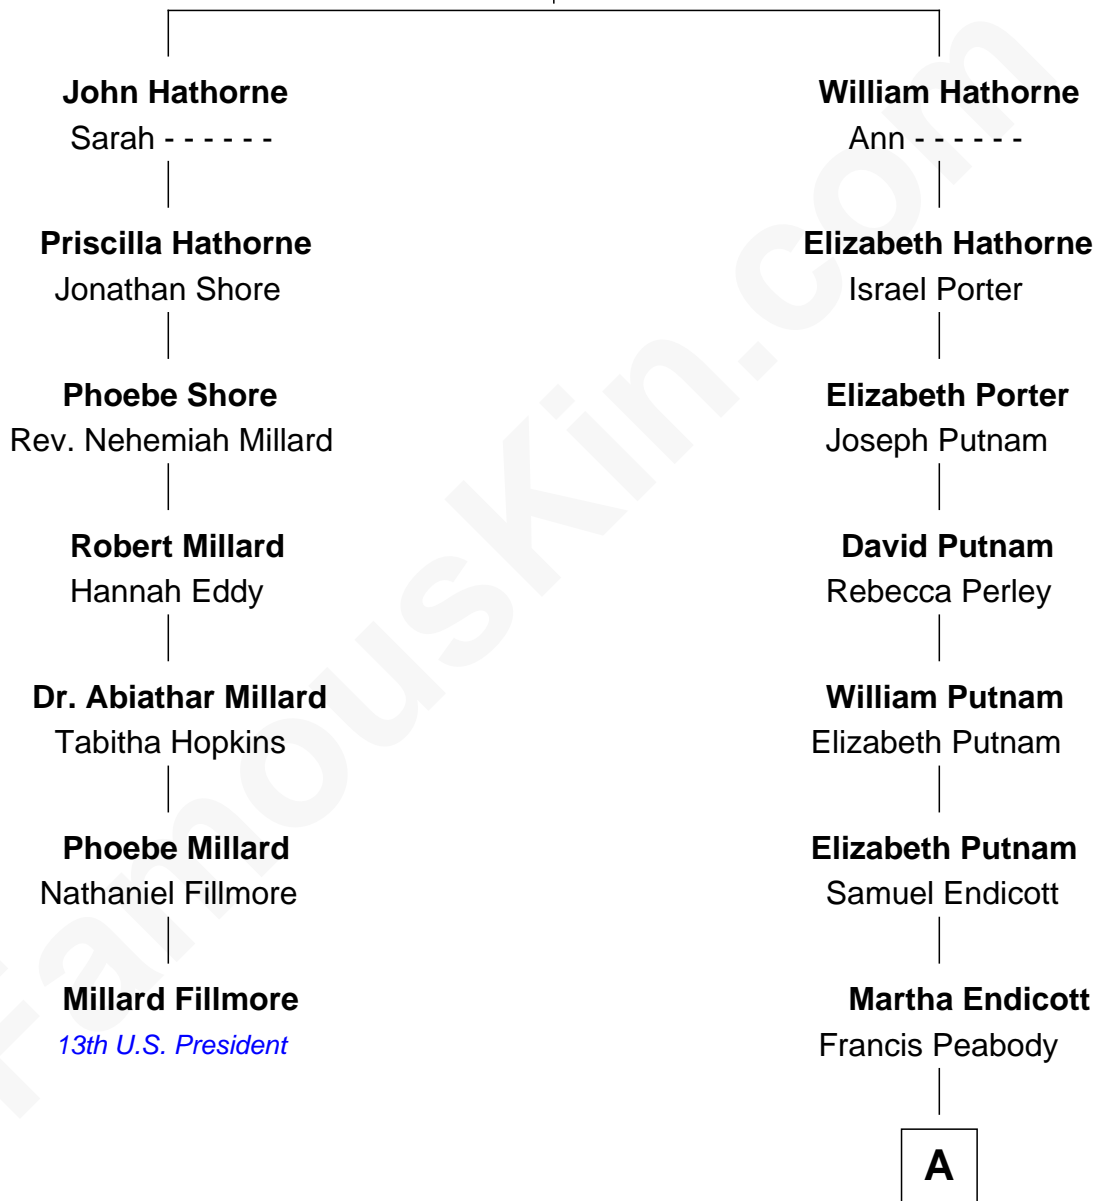 John Hathorne
Sarah - - - - - -
Priscilla Hathorne
Jonathan Shore
Phoebe Shore
Rev. Nehemiah Millard
Robert Millard
Hannah Eddy
Dr. Abiathar Millard
Tabitha Hopkins
Phoebe Millard
Nathaniel Fillmore
Millard Fillmore
13th U.S. President
William Hathorne
Ann - - - - - -
Elizabeth Hathorne
Israel Porter
Elizabeth Porter
Joseph Putnam
David Putnam
Rebecca Perley
William Putnam
Elizabeth Putnam
Elizabeth Putnam
Samuel Endicott
Martha Endicott
Francis Peabody
A
FamousKin.com